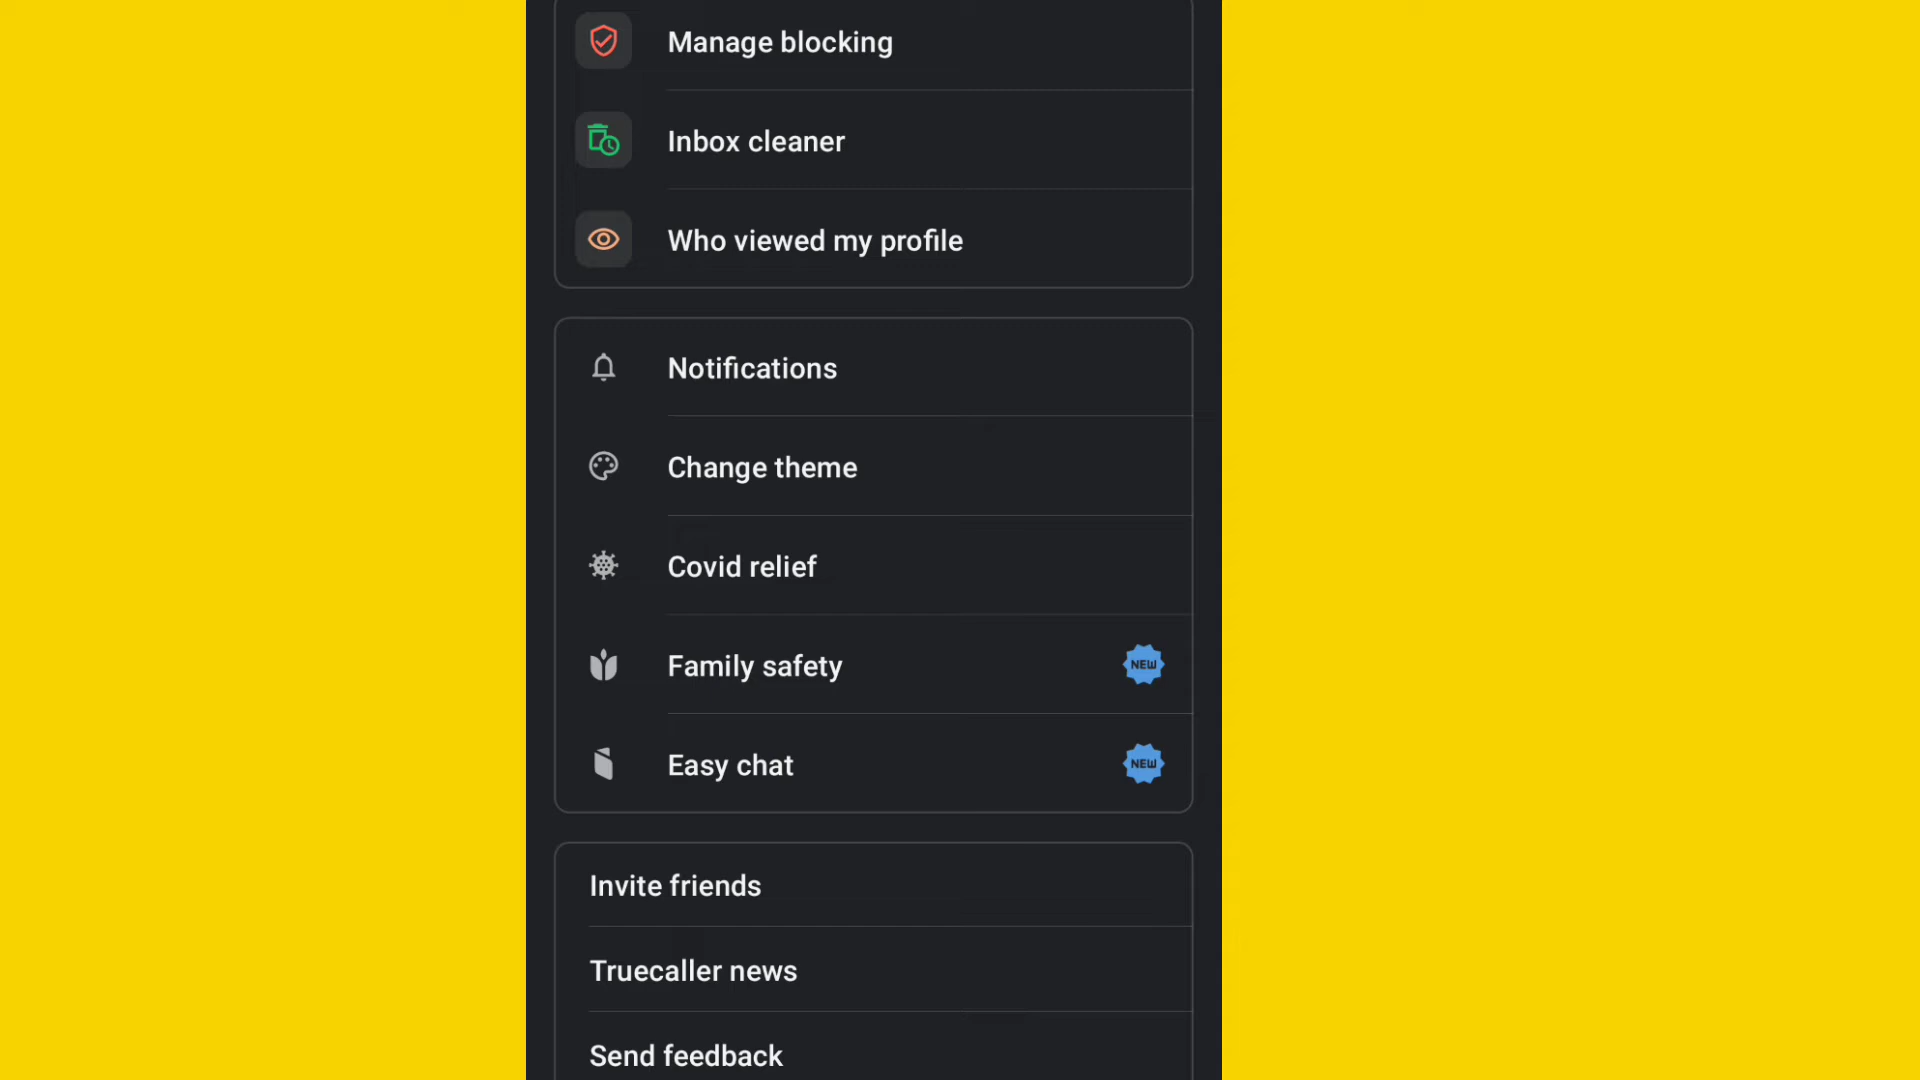 Manage blocking
Inbox cleaner
Who viewed my profile
Notifications
Change theme
Covid relief
Family safety
NEW
Easy chat
NEW
Invite friends
Truecaller news
Send feedback